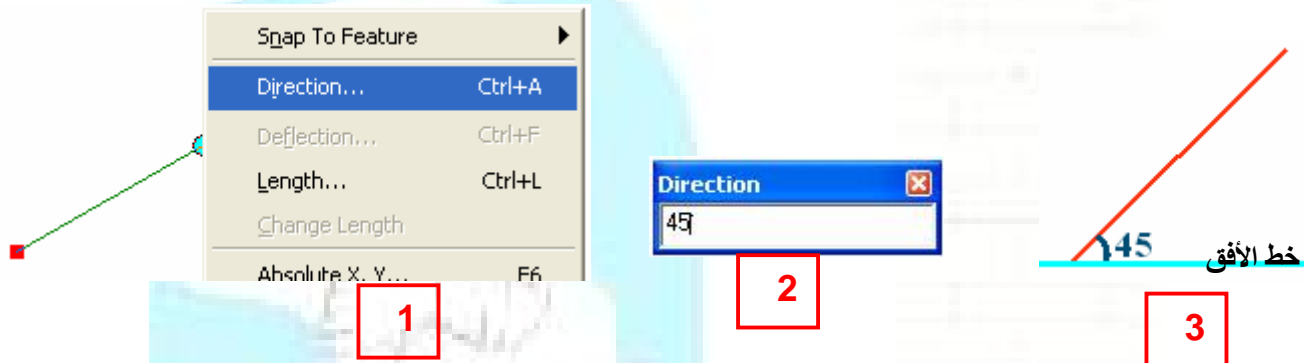 Snap To Feature
Direction... Ctrl+A
Deflection... Ctrl+F
Length... Ctrl+L
Change Length
Absolute X, Y... F6
1
Direction
45
2
45
خط الأفق
3